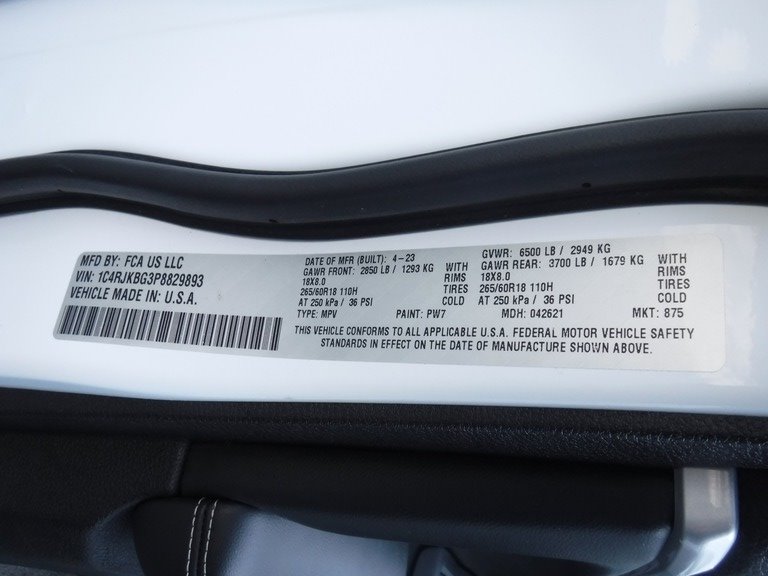 MFD BY: FCA US LLC
VIN: 1C4RJKBG3P8829893
VEHICLE MADE IN: U.S.A.
DATE OF MFR (BUILT): 4-23
GAWR FRONT: 2850 LB / 1293 KG WITH
18X8.0 RIMS
265/60R18 110H TIRES
AT 250 kPa / 36 PSI COLD
GVWR: 6500 LB / 2949 KG
GAWR REAR: 3700 LB / 1679 KG WITH
18X8.0 RIMS
265/60R18 110H TIRES
AT 250 kPa / 36 PSI COLD
TYPE: MPV PAINT: PW7 MDH: 042621 MKT: 875
THIS VEHICLE CONFORMS TO ALL APPLICABLE U.S.A. FEDERAL MOTOR VEHICLE SAFETY
STANDARDS IN EFFECT ON THE DATE OF MANUFACTURE SHOWN ABOVE.